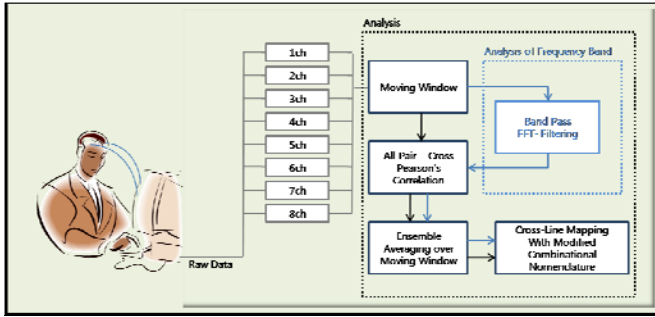 Analysis
Analysis of Frequency Band
1ch
2ch
3ch
4ch
5ch
6ch
7ch
8ch
Raw Data
Moving Window
Band Pass
FFT- Filtering
All Pair – Cross
Pearson's
Correlation
Ensemble
Averaging over
Moving Window
Cross-Line Mapping
With Modified
Combinational
Nomenclature